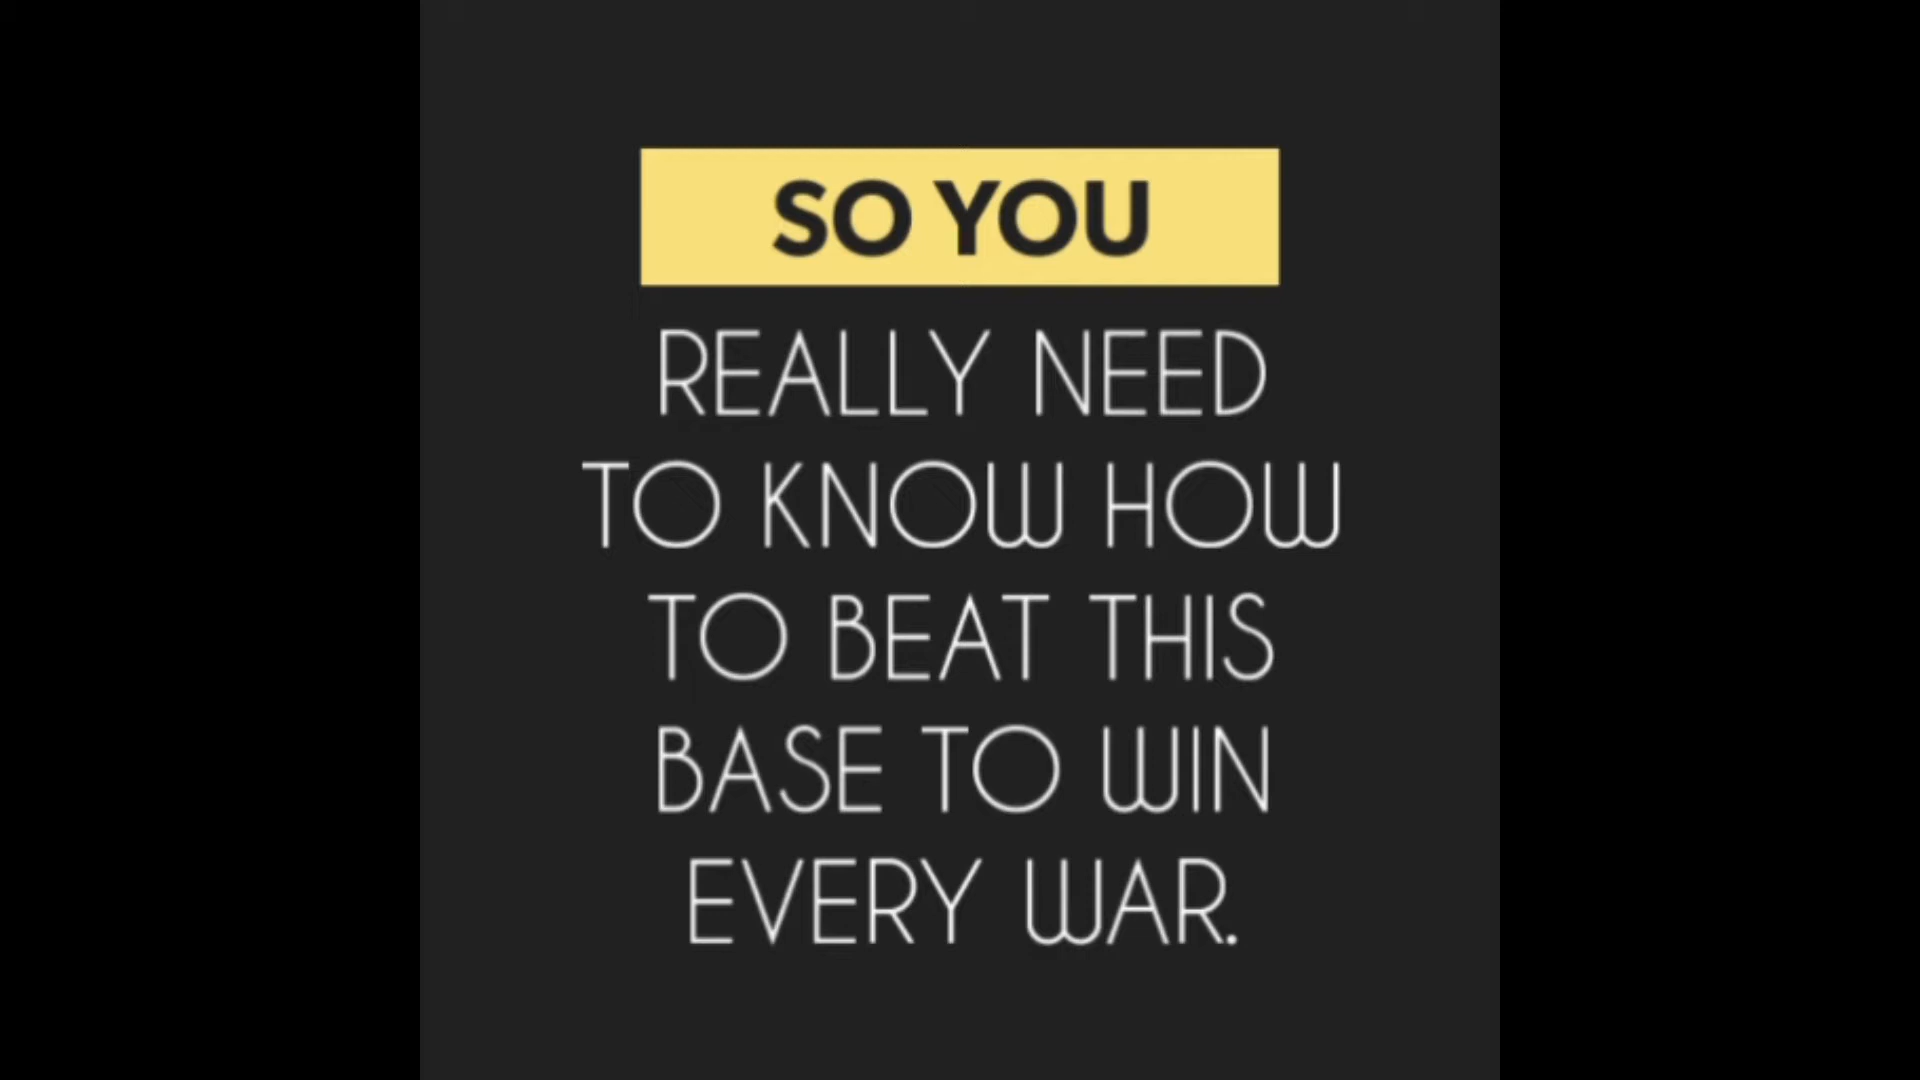 SO YOU
REALLY NEED
TO KNOW HOW
TO BEAT THIS
BASE TO WIN
EVERY WAR.